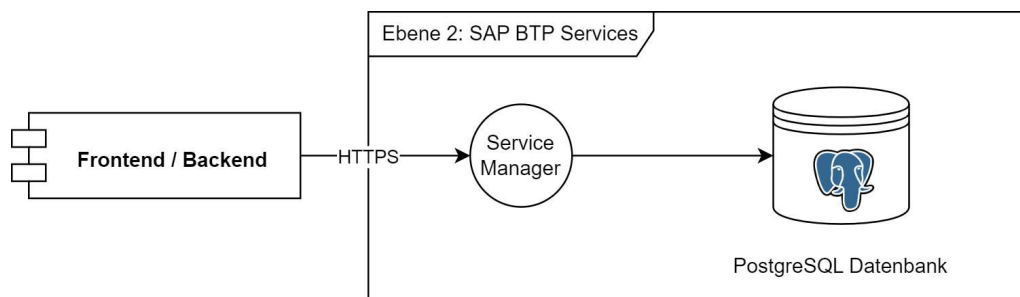 Ebene 2: SAP BTP Services
Frontend / Backend
HTTPS
Service
Manager
PostgreSQL Datenbank